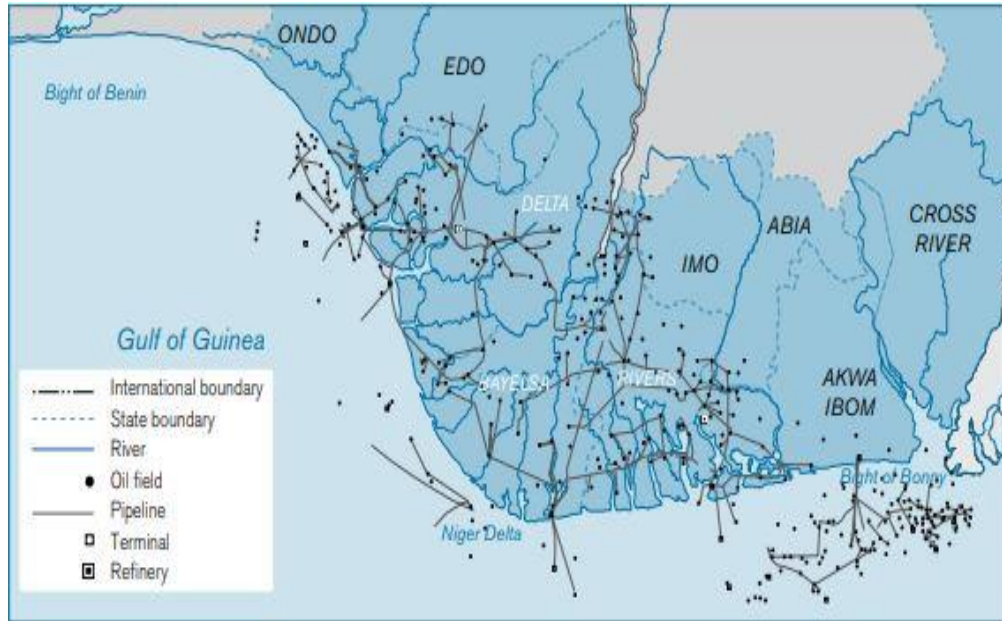 ONDO
EDO
Bight of Benin
DELTA
ABIA
CROSS
RIVER
IMO
Gulf of Guinea
International boundary
State boundary
River
Oil field
Pipeline
Terminal
Refinery
BAYELSA
RIVERS
AKWA
IBOM
Bight of Bonny
Niger Delta